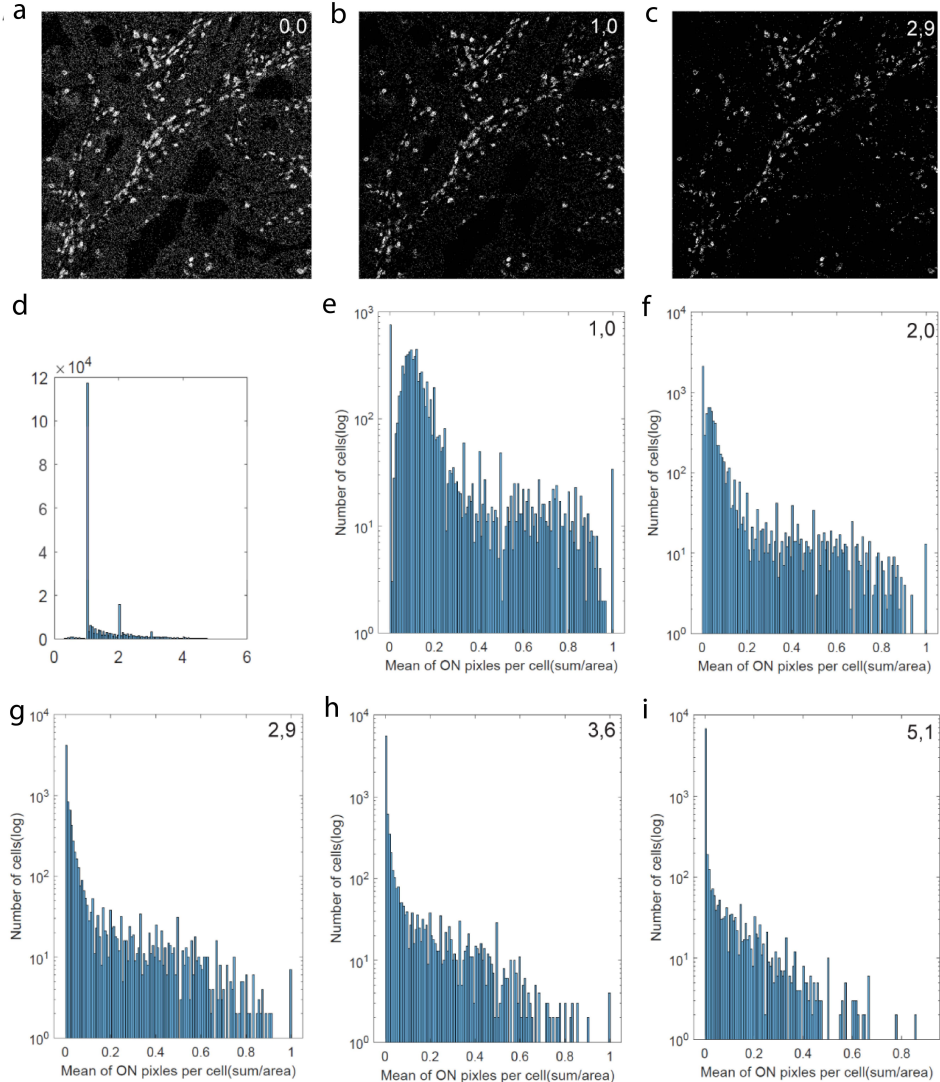 a
0,0
b
1,0
c
2,9
d
×10⁴
12
10
8
6
4
2
0
0 2 4 6
e
1,0
Number of cells(log)
10³
10²
10¹
10⁰
0 0.2 0.4 0.6 0.8 1
Mean of ON pixles per cell(sum/area)
f
2,0
Number of cells(log)
10⁴
10³
10²
10¹
10⁰
0 0.2 0.4 0.6 0.8 1
Mean of ON pixles per cell(sum/area)
g
2,9
Number of cells(log)
10⁴
10³
10²
10¹
10⁰
0 0.2 0.4 0.6 0.8 1
Mean of ON pixles per cell(sum/area)
h
3,6
Number of cells(log)
10⁴
10³
10²
10¹
10⁰
0 0.2 0.4 0.6 0.8 1
Mean of ON pixles per cell(sum/area)
i
5,1
Number of cells(log)
10⁴
10³
10²
10¹
10⁰
0 0.2 0.4 0.6 0.8
Mean of ON pixles per cell(sum/area)